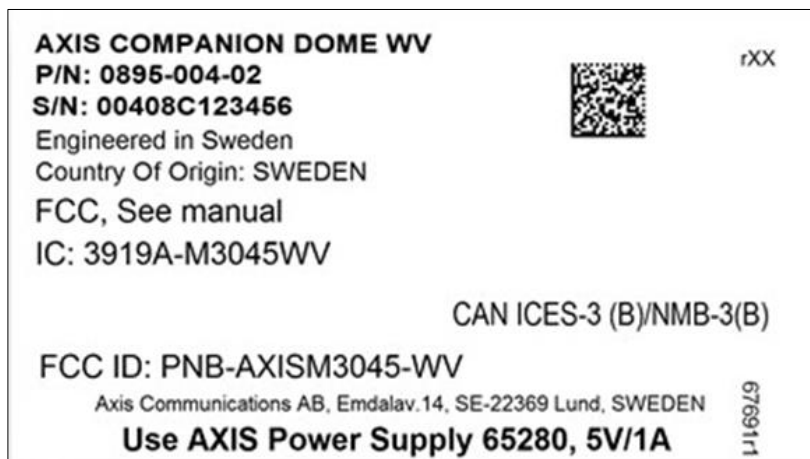 AXIS COMPANION DOME WV
rXX
P/N: 0895-004-02
S/N: 00408C123456
Engineered in Sweden
Country Of Origin: SWEDEN
FCC, See manual
IC: 3919A-M3045WV
CAN ICES-3 (B)/NMB-3(B)
FCC ID: PNB-AXISM3045-WV
Axis Communications AB, Emdalav.14, SE-22369 Lund, SWEDEN
Use AXIS Power Supply 65280, 5V/1A
67691r1